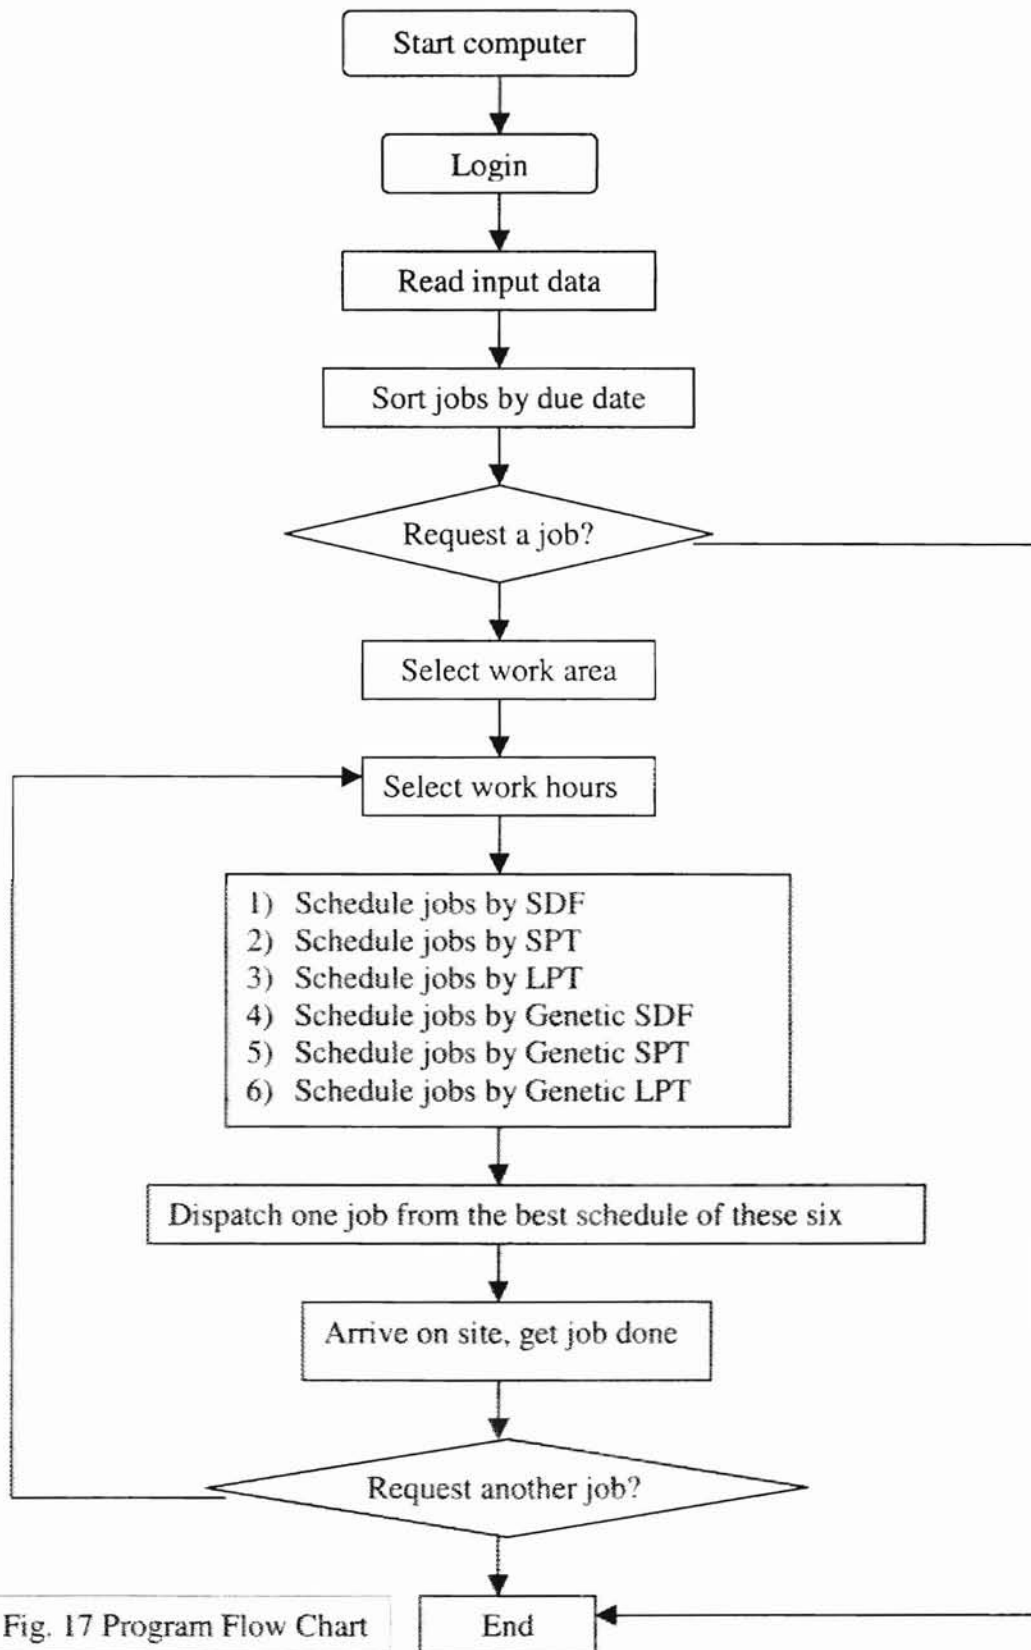 Start computer
Login
Read input data
Sort jobs by due date
Request a job?
Select work area
Select work hours
1) Schedule jobs by SDF
2) Schedule jobs by SPT
3) Schedule jobs by LPT
4) Schedule jobs by Genetic SDF
5) Schedule jobs by Genetic SPT
6) Schedule jobs by Genetic LPT
Dispatch one job from the best schedule of these six
Arrive on site, get job done
Request another job?
Fig. 17 Program Flow Chart
End